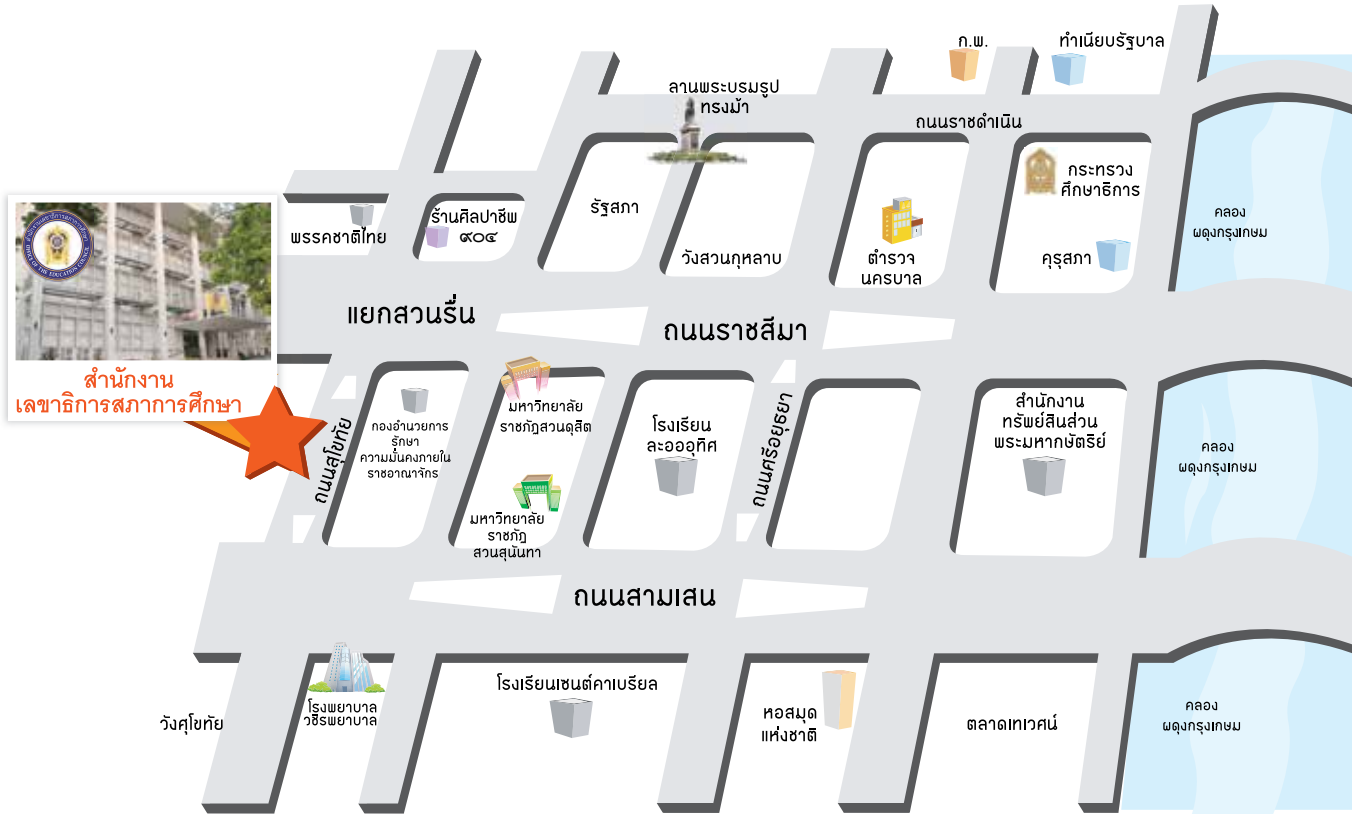 ก.พ.
ทำเนียบรัฐบาล
ลานพระบรมรูป
ทรงม้า
ถนนราชดำเนิน
กระทรวง
ศึกษาธิการ
รัฐสภา
ร้านศิลปาชีพ
๙๐๔
พรรคชาติไทย
วังสวนกุหลาบ
ตำรวจ
นครบาล
คุรุสภา
คลอง
ผดุงกรุงเกษม
OFFICE OF THE EDUCATION COUNCIL
แยกสวนรื่น
ถนนราชสีมา
สำนักงาน
เลขาธิการสภาการศึกษา
ถนนสุโขทัย
กองอำนวยการ
รักษา
ความมั่นคงภายใน
ราชอาณาจักร
มหาวิทยาลัย
ราชภัฏสวนดุสิต
มหาวิทยาลัย
ราชภัฏ
สวนสุนันทา
โรงเรียน
ละอออุทิศ
ถนนศรีอยุธยา
สำนักงาน
ทรัพย์สินส่วน
พระมหากษัตริย์
คลอง
ผดุงกรุงเกษม
ถนนสามเสน
วังศุโขทัย
โรงพยาบาล
วชิรพยาบาล
โรงเรียนเซนต์คาเบรียล
หอสมุด
แห่งชาติ
ตลาดเทเวศน์
คลอง
ผดุงกรุงเกษม